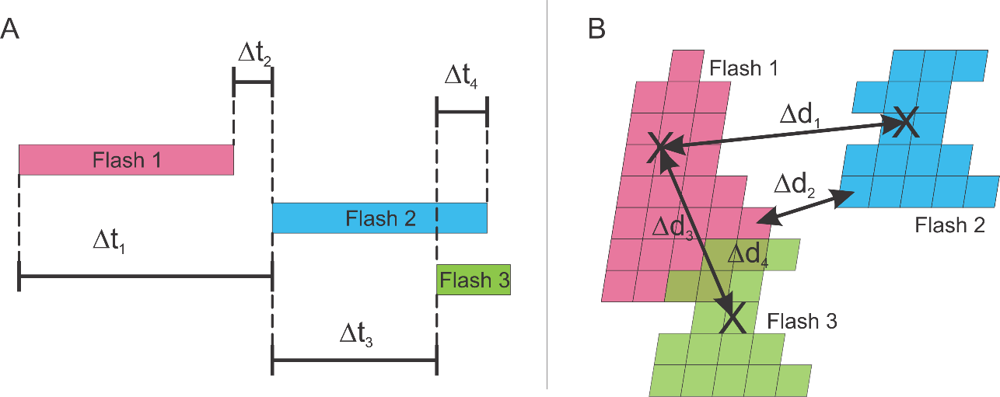 A
Δt₂
Δt₄
Flash 1
Flash 2
Δt₁
Flash 3
Δt₃
B
Flash 1
Δd₁
Δd₂
Flash 2
Δd₃
Δd₄
Flash 3